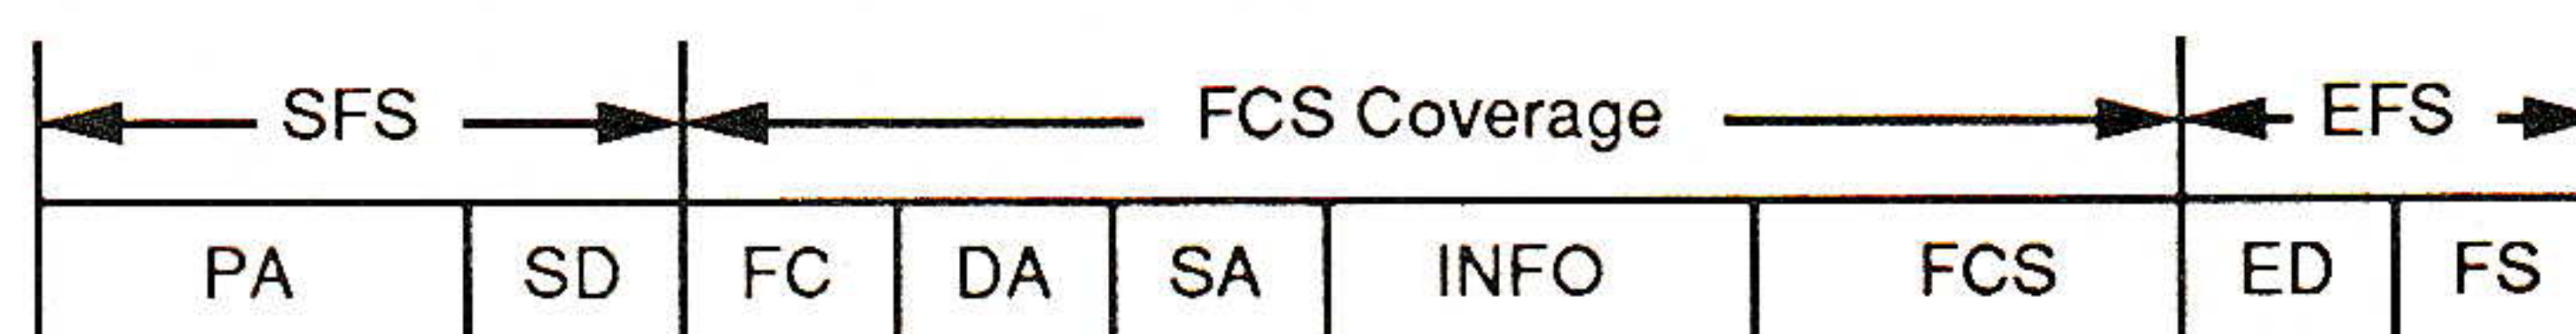 SFS FCS Coverage EFS
PA SD FC DA SA INFO FCS ED FS